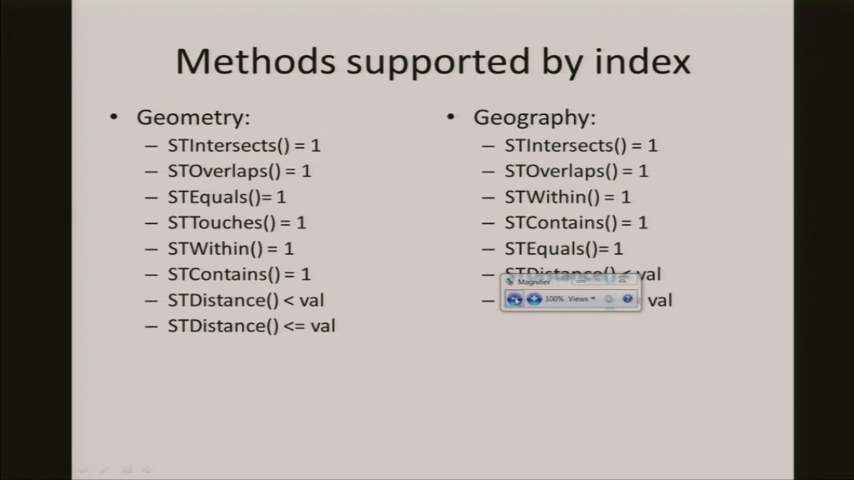 Methods supported by index
• Geometry:
– STIntersects() = 1
– STOverlaps() = 1
– STEquals()= 1
– STTouches() = 1
– STWithin() = 1
– STContains() = 1
– STDistance() < val
– STDistance() <= val
• Geography:
– STIntersects() = 1
– STOverlaps() = 1
– STWithin() = 1
– STContains() = 1
– STEquals()= 1
– STDistance() < val
– val
Magnifier
100% Views